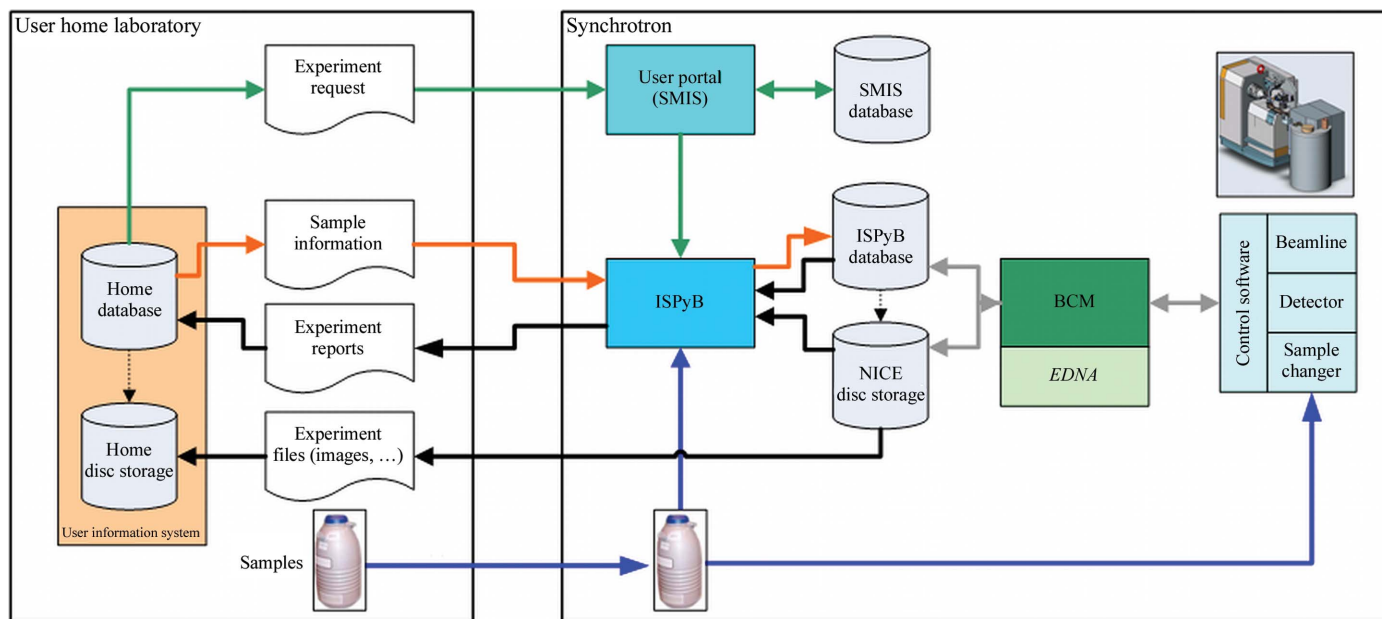 User home laboratory
Synchrotron
Experiment
request
User portal
(SMIS)
SMIS
database
Sample
information
ISPyB
database
Home
database
Experiment
reports
ISPyB
BCM
EDNA
NICE
disc storage
Control software
Beamline
Detector
Sample
changer
Home
disc storage
Experiment
files (images, …)
User information system
Samples